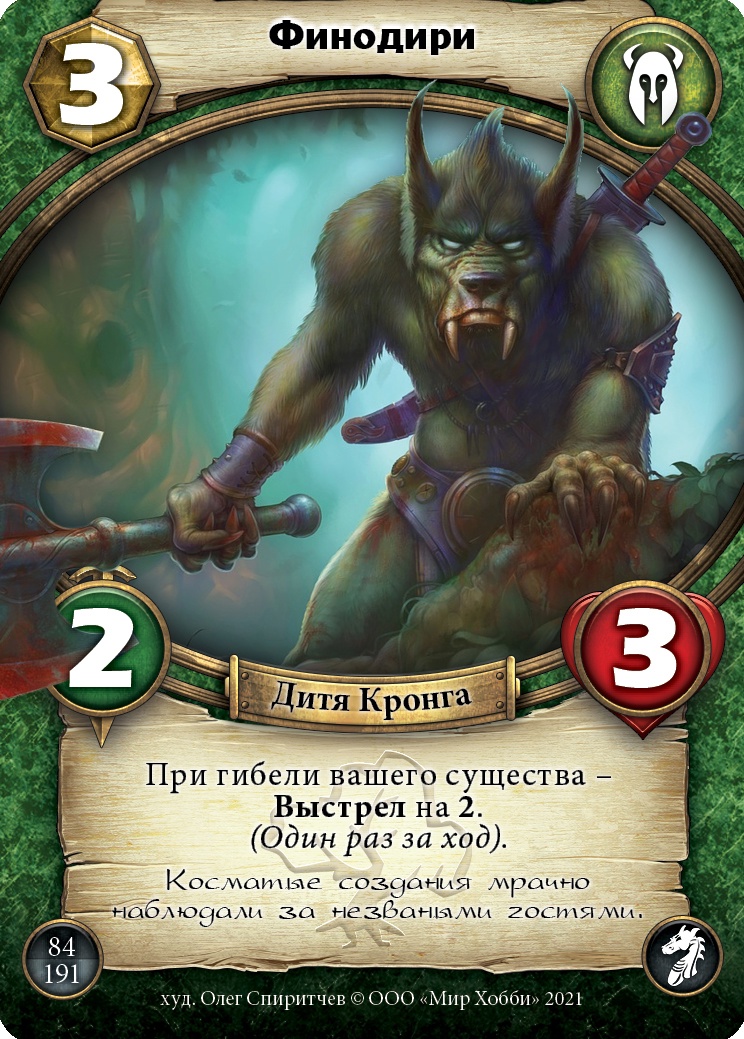 Финодири
3
2
3
Дитя Кронга
При гибели вашего существа –
Выстрел на 2.
(Один раз за ход).
Косматые создания мрачно
наблюдали за незваными гостями.
84
191
худ. Олег Спиритчев © ООО «Мир Хобби» 2021